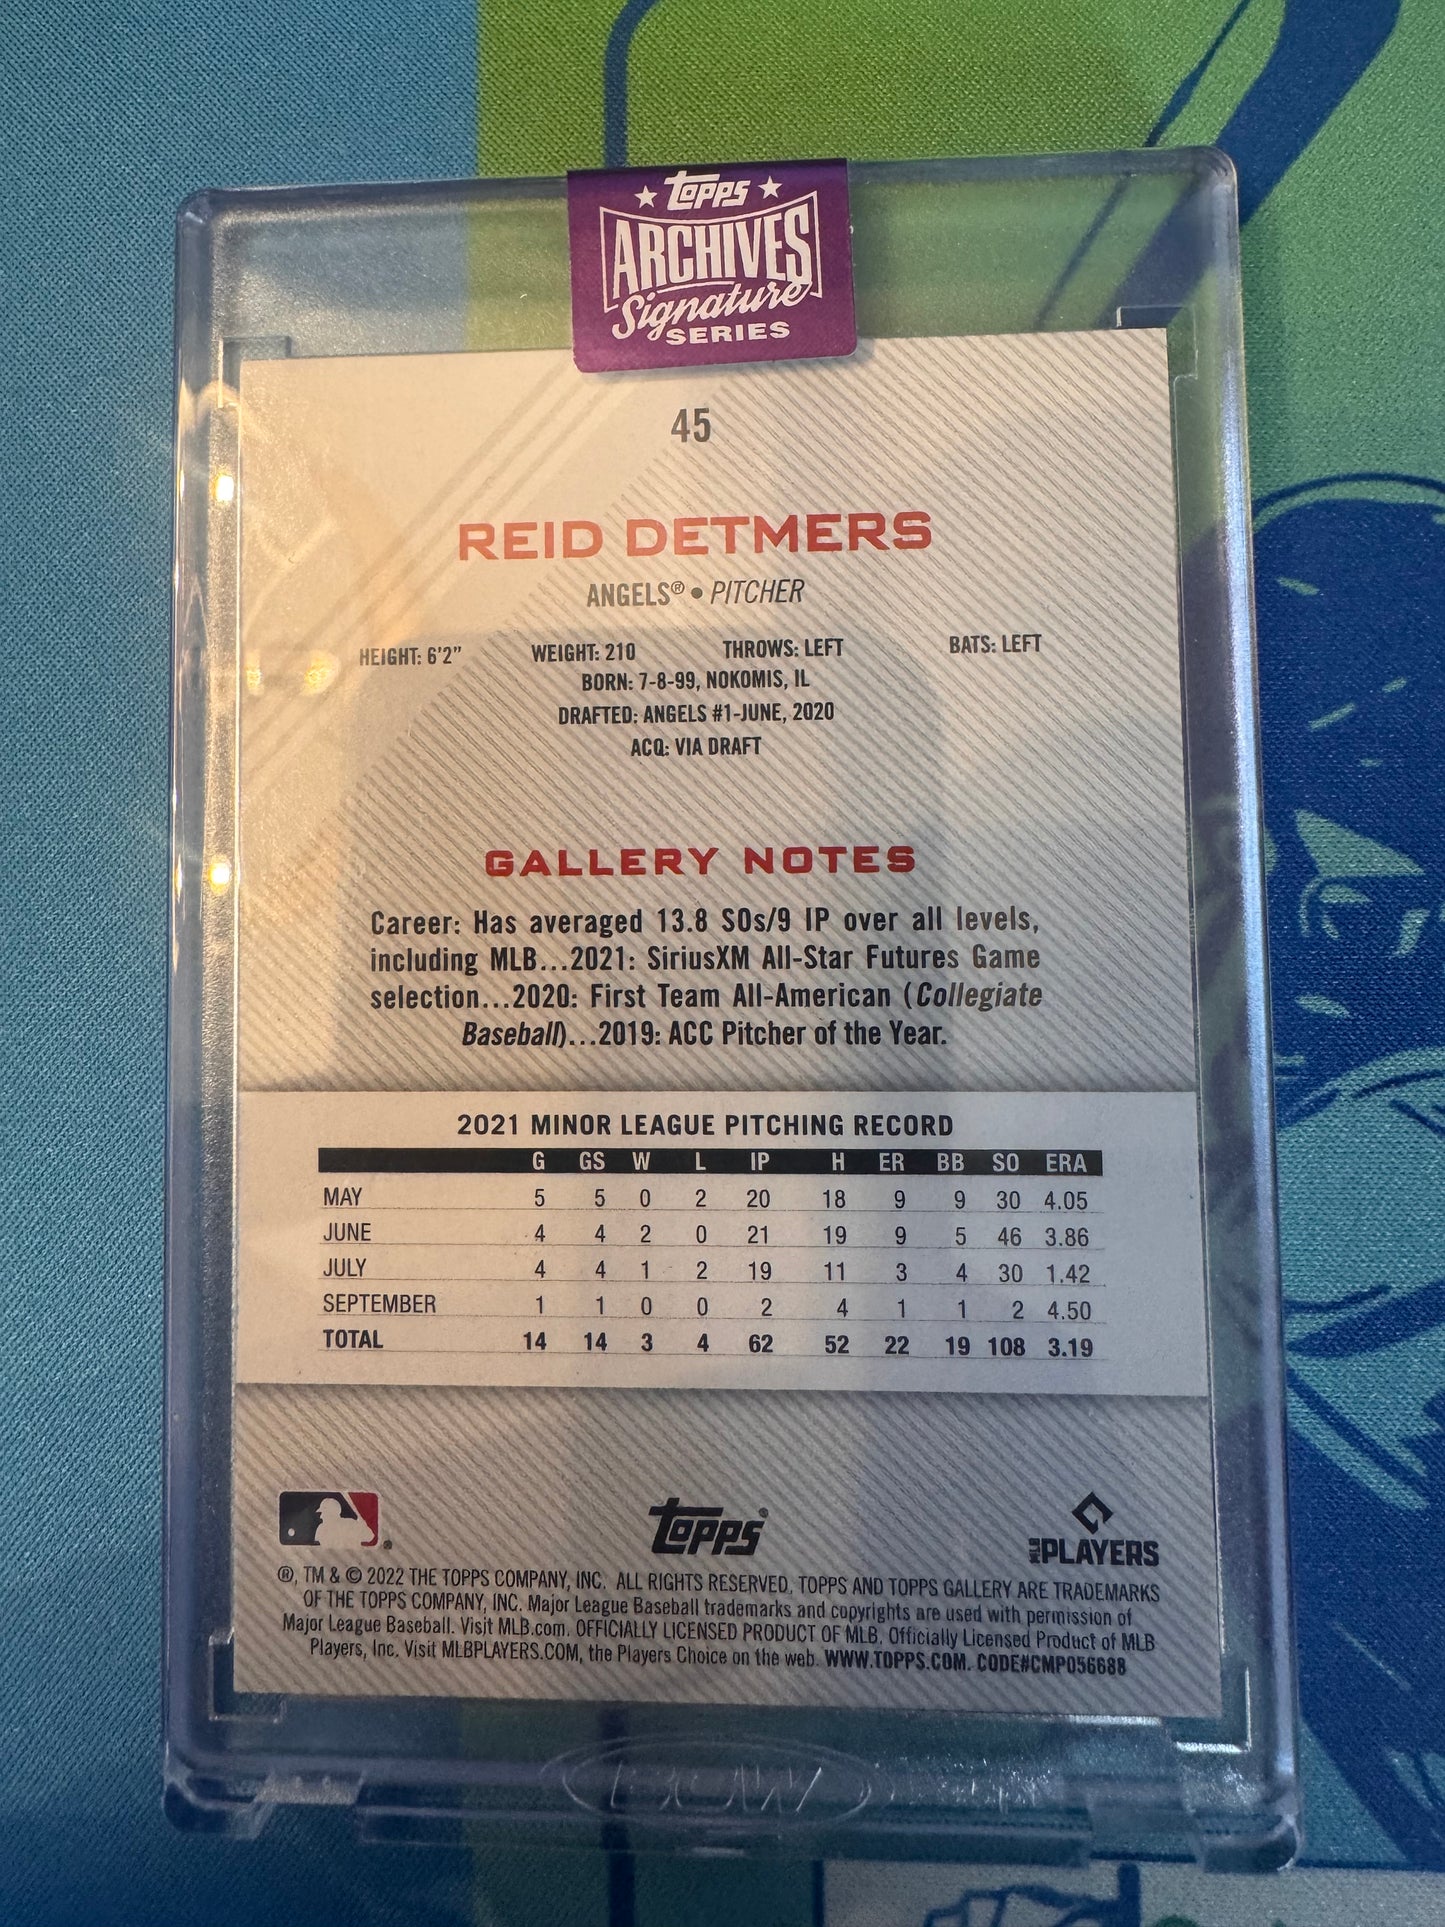 ★ Topps ★
ARCHIVES
Signature
SERIES
45
REID DETMERS
ANGELS® • PITCHER
HEIGHT: 6'2" WEIGHT: 210 THROWS: LEFT BATS: LEFT
BORN: 7-8-99, NOKOMIS, IL
DRAFTED: ANGELS #1-JUNE, 2020
ACQ: VIA DRAFT
GALLERY NOTES
Career: Has averaged 13.8 SOs/9 IP over all levels,
including MLB...2021: SiriusXM All-Star Futures Game
selection...2020: First Team All-American (Collegiate
Baseball)...2019: ACC Pitcher of the Year.
2021 MINOR LEAGUE PITCHING RECORD
G GS W L IP H ER BB SO ERA
MAY 5 5 0 2 20 18 9 9 30 4.05
JUNE 4 4 2 0 21 19 9 5 46 3.86
JULY 4 4 1 2 19 11 3 4 30 1.42
SEPTEMBER 1 1 0 0 2 4 1 1 2 4.50
TOTAL 14 14 3 4 62 52 22 19 108 3.19
Topps®
MLB PLAYERS
®, TM & © 2022 THE TOPPS COMPANY, INC. ALL RIGHTS RESERVED. TOPPS AND TOPPS GALLERY ARE TRADEMARKS
OF THE TOPPS COMPANY, INC. Major League Baseball trademarks and copyrights are used with permission of
Major League Baseball. Visit MLB.com. OFFICIALLY LICENSED PRODUCT OF MLB. Officially Licensed Product of MLB
Players, Inc. Visit MLBPLAYERS.COM, the Players Choice on the web. WWW.TOPPS.COM. CODE#CMP056688